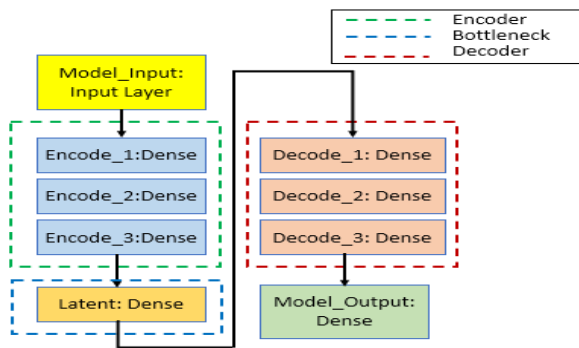 Encoder
Bottleneck
Decoder
Model_Input:
Input Layer
Encode_1:Dense
Encode_2:Dense
Encode_3:Dense
Latent: Dense
Decode_1: Dense
Decode_2: Dense
Decode_3: Dense
Model_Output:
Dense